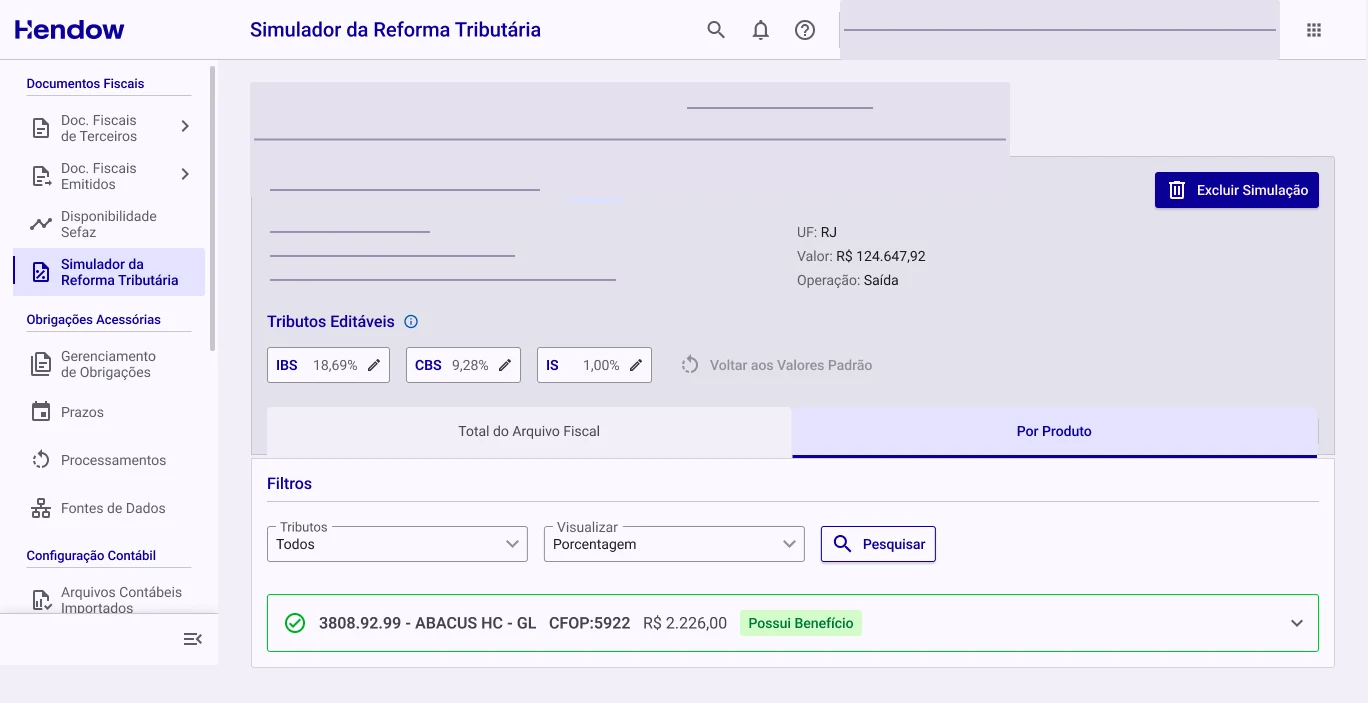 Hendow
Simulador da Reforma Tributária
Documentos Fiscais
Doc. Fiscais
de Terceiros
Doc. Fiscais
Emitidos
Disponibilidade
Sefaz
Simulador da
Reforma Tributária
Obrigações Acessórias
Gerenciamento
de Obrigações
Prazos
Processamentos
Fontes de Dados
Configuração Contábil
Arquivos Contábeis
Importados
Excluir Simulação
UF: RJ
Valor: R$ 124.647,92
Operação: Saída
Tributos Editáveis
IBS 18,69%
CBS 9,28%
IS 1,00%
Voltar aos Valores Padrão
Total do Arquivo Fiscal
Por Produto
Filtros
Tributos
Todos
Visualizar
Porcentagem
Pesquisar
3808.92.99 - ABACUS HC - GL CFOP:5922 R$ 2.226,00 Possui Benefício